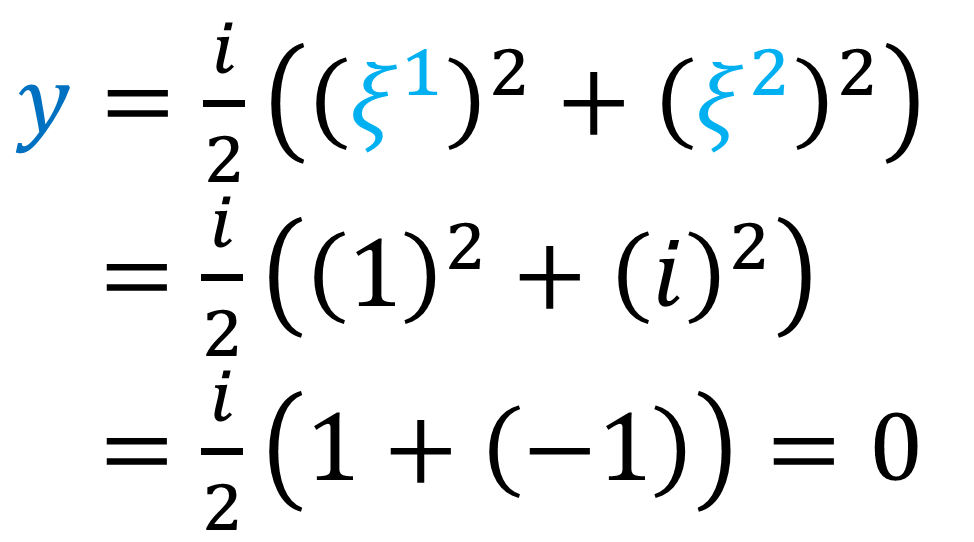 y = i/2 ((ξ¹)² + (ξ²)²)
= i/2 ((1)² + (i)²)
= i/2 (1 + (−1)) = 0